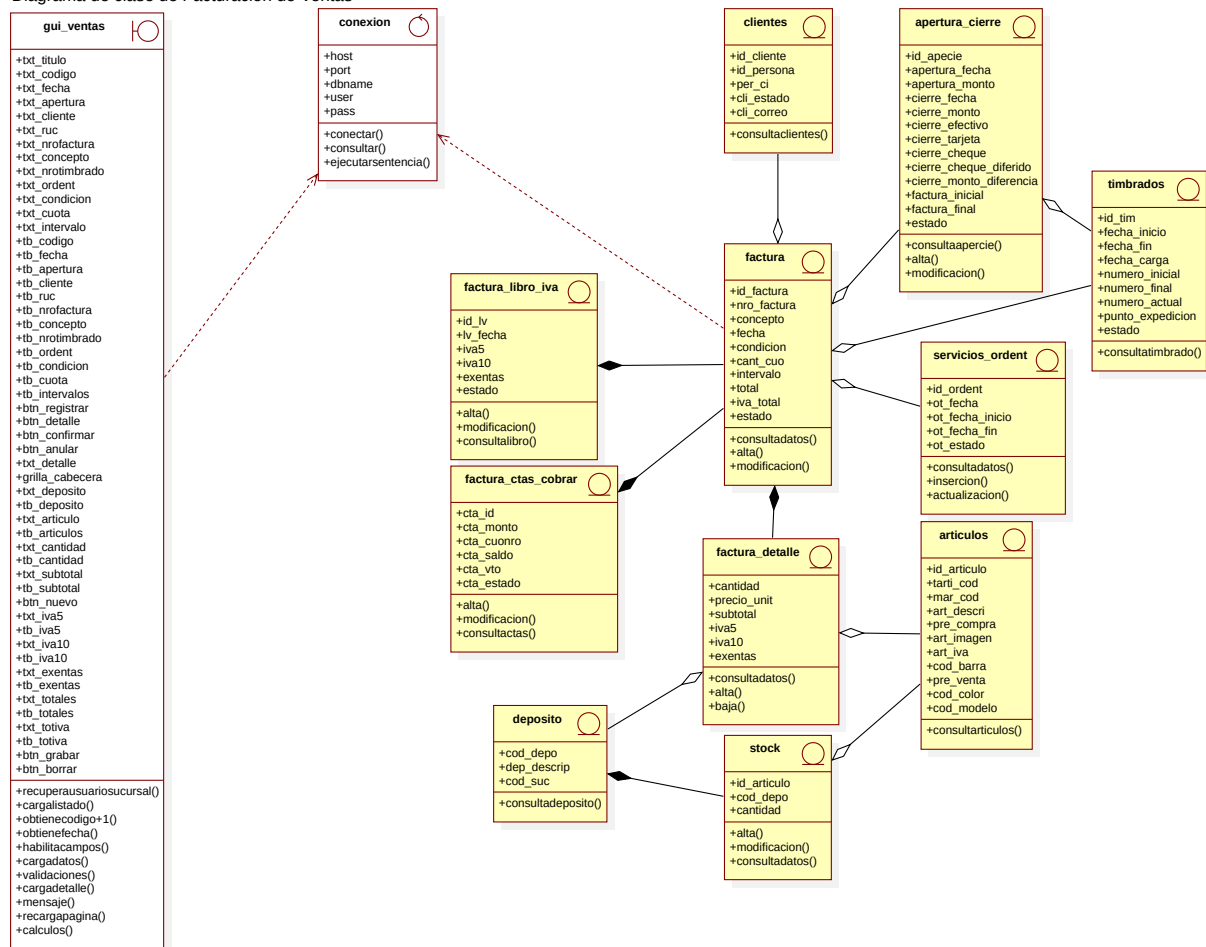 Diagrama de clase de Facturación de Ventas
gui_ventas
+txt_titulo
+txt_codigo
+txt_fecha
+txt_apertura
+txt_cliente
+txt_ruc
+txt_nrofactura
+txt_concepto
+txt_nrotimbrado
+txt_ordent
+txt_condicion
+txt_cuota
+txt_intervalo
+tb_codigo
+tb_fecha
+tb_apertura
+tb_cliente
+tb_ruc
+tb_nrofactura
+tb_concepto
+tb_nrotimbrado
+tb_ordent
+tb_condicion
+tb_cuota
+tb_intervalos
+btn_registrar
+btn_detalle
+btn_confirmar
+btn_anular
+txt_detalle
+grilla_cabecera
+txt_deposito
+tb_deposito
+txt_articulo
+tb_articulos
+txt_cantidad
+tb_cantidad
+txt_subtotal
+tb_subtotal
+btn_nuevo
+txt_iva5
+tb_iva5
+txt_iva10
+tb_iva10
+txt_exentas
+tb_exentas
+txt_totales
+tb_totales
+txt_totiva
+tb_totiva
+btn_grabar
+btn_borrar
+recuperausuariosucursal()
+cargalistado()
+obtienecodigo+1()
+obtienefecha()
+habilitacampos()
+cargadatos()
+validaciones()
+cargadetalle()
+mensaje()
+recargapagina()
+calculos()
conexion
+host
+port
+dbname
+user
+pass
+conectar()
+consultar()
+ejecutarsentencia()
clientes
+id_cliente
+id_persona
+per_ci
+cli_estado
+cli_correo
+consultaclientes()
apertura_cierre
+id_apecie
+apertura_fecha
+apertura_monto
+cierre_fecha
+cierre_monto
+cierre_efectivo
+cierre_tarjeta
+cierre_cheque
+cierre_cheque_diferido
+cierre_monto_diferencia
+factura_inicial
+factura_final
+estado
+consultaapercie()
+alta()
+modificacion()
timbrados
+id_tim
+fecha_inicio
+fecha_fin
+fecha_carga
+numero_inicial
+numero_final
+numero_actual
+punto_expedicion
+estado
+consultatimbrado()
factura
+id_factura
+nro_factura
+concepto
+fecha
+condicion
+cant_cuo
+intervalo
+total
+iva_total
+estado
+consultadatos()
+alta()
+modificacion()
factura_libro_iva
+id_lv
+lv_fecha
+iva5
+iva10
+exentas
+estado
+alta()
+modificacion()
+consultalibro()
servicios_ordent
+id_ordent
+ot_fecha
+ot_fecha_inicio
+ot_fecha_fin
+ot_estado
+consultadatos()
+insercion()
+actualizacion()
factura_ctas_cobrar
+cta_id
+cta_monto
+cta_cuonro
+cta_saldo
+cta_vto
+cta_estado
+alta()
+modificacion()
+consultactas()
factura_detalle
+cantidad
+precio_unit
+subtotal
+iva5
+iva10
+exentas
+consultadatos()
+alta()
+baja()
articulos
+id_articulo
+tarti_cod
+mar_cod
+art_descri
+pre_compra
+art_imagen
+art_iva
+cod_barra
+pre_venta
+cod_color
+cod_modelo
+consultarticulos()
deposito
+cod_depo
+dep_descrip
+cod_suc
+consultadeposito()
stock
+id_articulo
+cod_depo
+cantidad
+alta()
+modificacion()
+consultadatos()